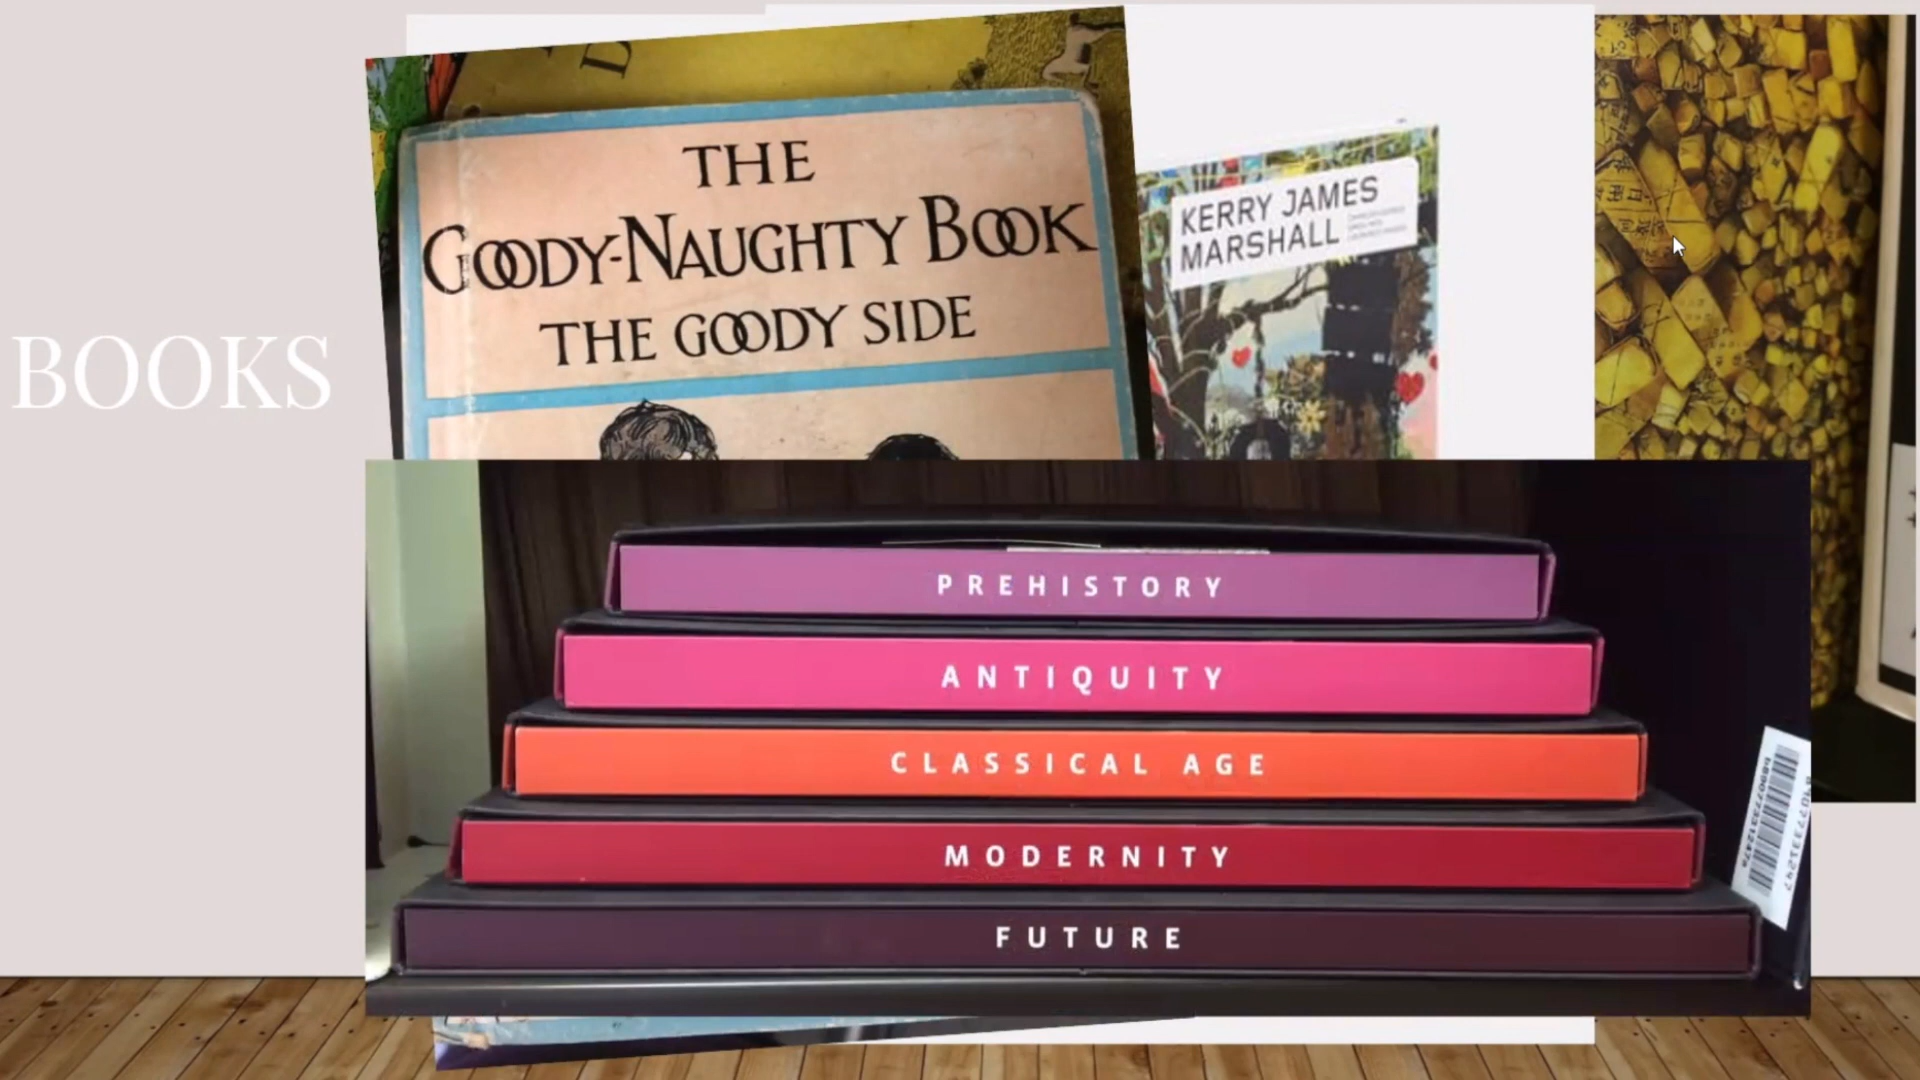 BOOKS
D
THE
GOODY-NAUGHTY BOOK
THE GOODY SIDE
KERRY JAMES
MARSHALL
PREHISTORY
ANTIQUITY
CLASSICAL AGE
MODERNITY
FUTURE